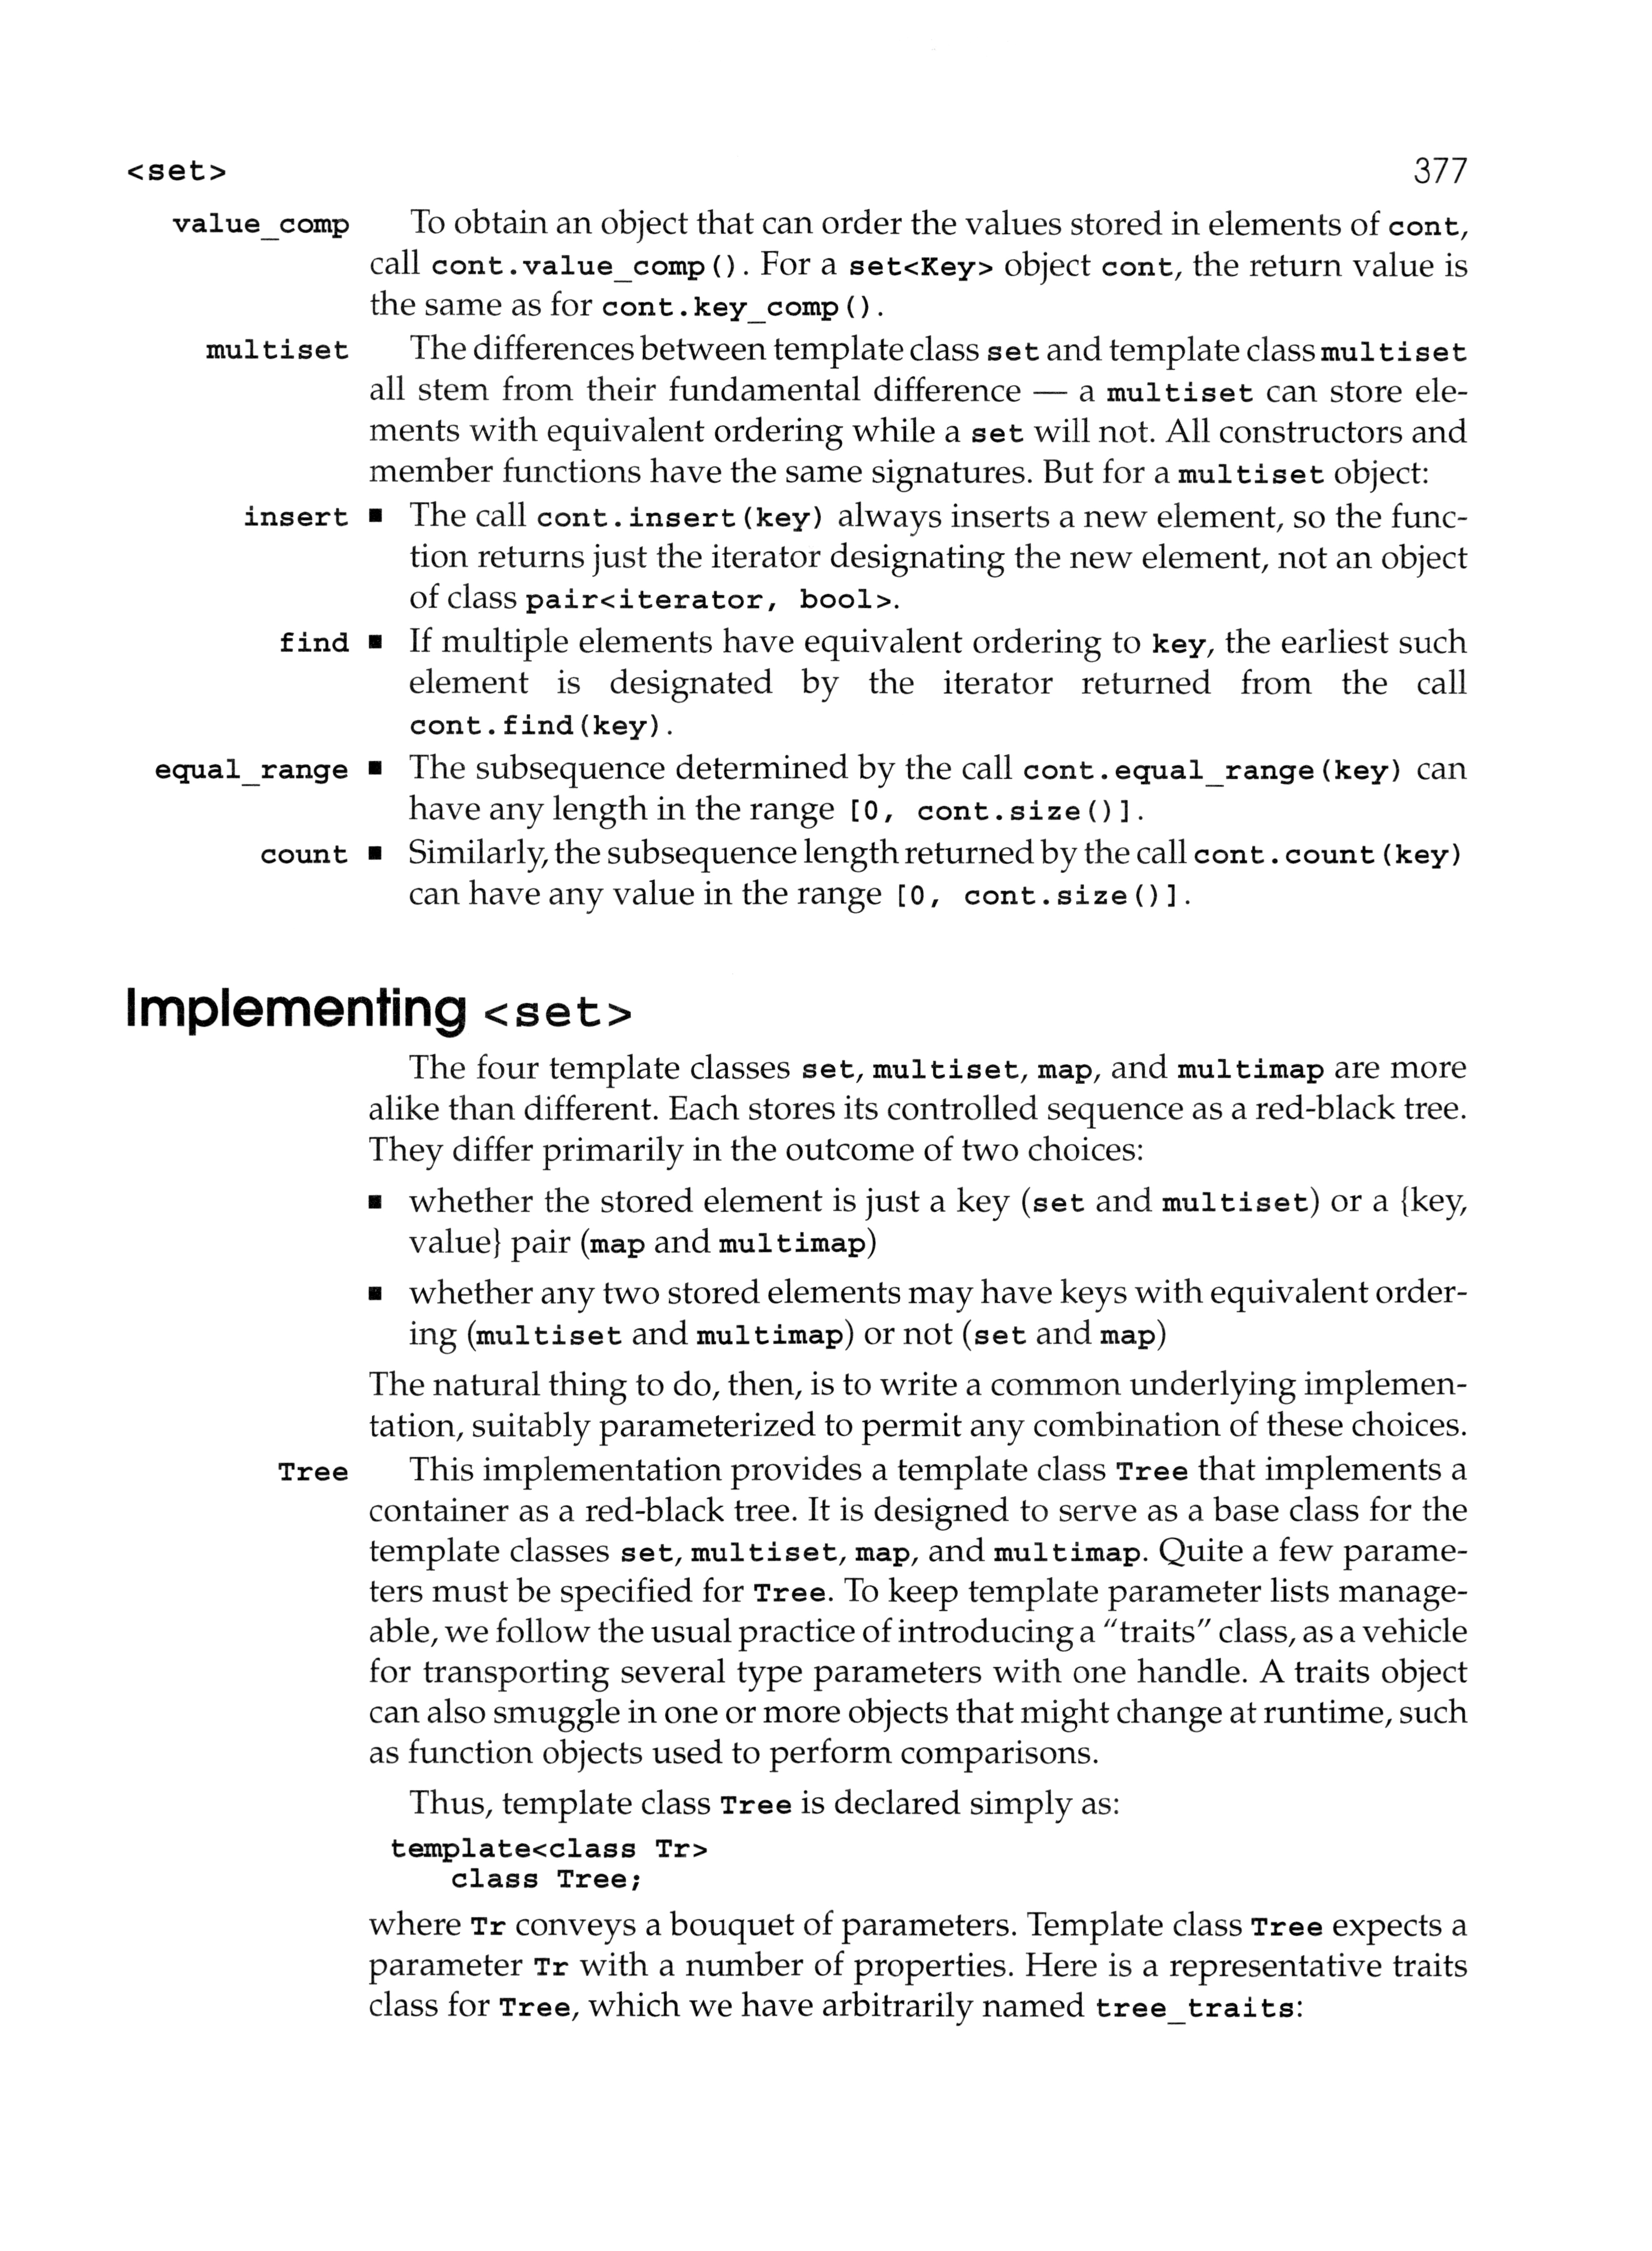 <set> 377
value_comp To obtain an object that can order the values stored in elements of cont,
call cont.value_comp(). For a set<Key> object cont, the return value is
the same as for cont.key_comp().
multiset The differences between template class set and template class multiset
all stem from their fundamental difference — a multiset can store ele-
ments with equivalent ordering while a set will not. All constructors and
member functions have the same signatures. But for a multiset object:
insert ■ The call cont.insert(key) always inserts a new element, so the func-
tion returns just the iterator designating the new element, not an object
of class pair<iterator, bool>.
find ■ If multiple elements have equivalent ordering to key, the earliest such
element is designated by the iterator returned from the call
cont.find(key).
equal_range ■ The subsequence determined by the call cont.equal_range(key) can
have any length in the range [0, cont.size()].
count ■ Similarly, the subsequence length returned by the call cont.count(key)
can have any value in the range [0, cont.size()].
Implementing <set>
The four template classes set, multiset, map, and multimap are more
alike than different. Each stores its controlled sequence as a red-black tree.
They differ primarily in the outcome of two choices:
■ whether the stored element is just a key (set and multiset) or a {key,
value} pair (map and multimap)
■ whether any two stored elements may have keys with equivalent order-
ing (multiset and multimap) or not (set and map)
The natural thing to do, then, is to write a common underlying implemen-
tation, suitably parameterized to permit any combination of these choices.
Tree This implementation provides a template class Tree that implements a
container as a red-black tree. It is designed to serve as a base class for the
template classes set, multiset, map, and multimap. Quite a few parame-
ters must be specified for Tree. To keep template parameter lists manage-
able, we follow the usual practice of introducing a "traits" class, as a vehicle
for transporting several type parameters with one handle. A traits object
can also smuggle in one or more objects that might change at runtime, such
as function objects used to perform comparisons.
Thus, template class Tree is declared simply as:
template<class Tr>
class Tree;
where Tr conveys a bouquet of parameters. Template class Tree expects a
parameter Tr with a number of properties. Here is a representative traits
class for Tree, which we have arbitrarily named tree_traits: